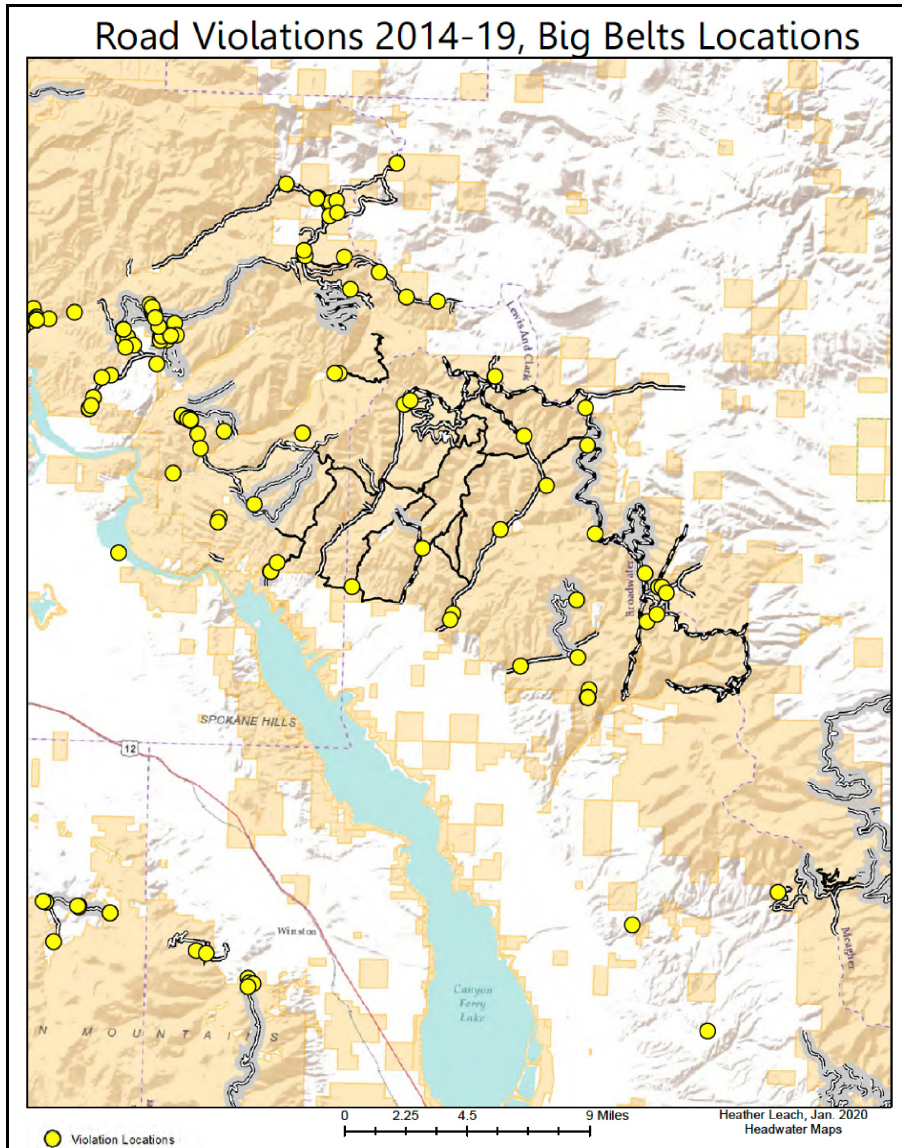 Road Violations 2014-19, Big Belts Locations
Lewis And Clark
Broadwater
SPOKANE HILLS
12
Winston
Meagher
Canyon
Ferry
Lake
N MOUNTAINS
0 2.25 4.5 9 Miles
Heather Leach, Jan. 2020
Headwater Maps
Violation Locations